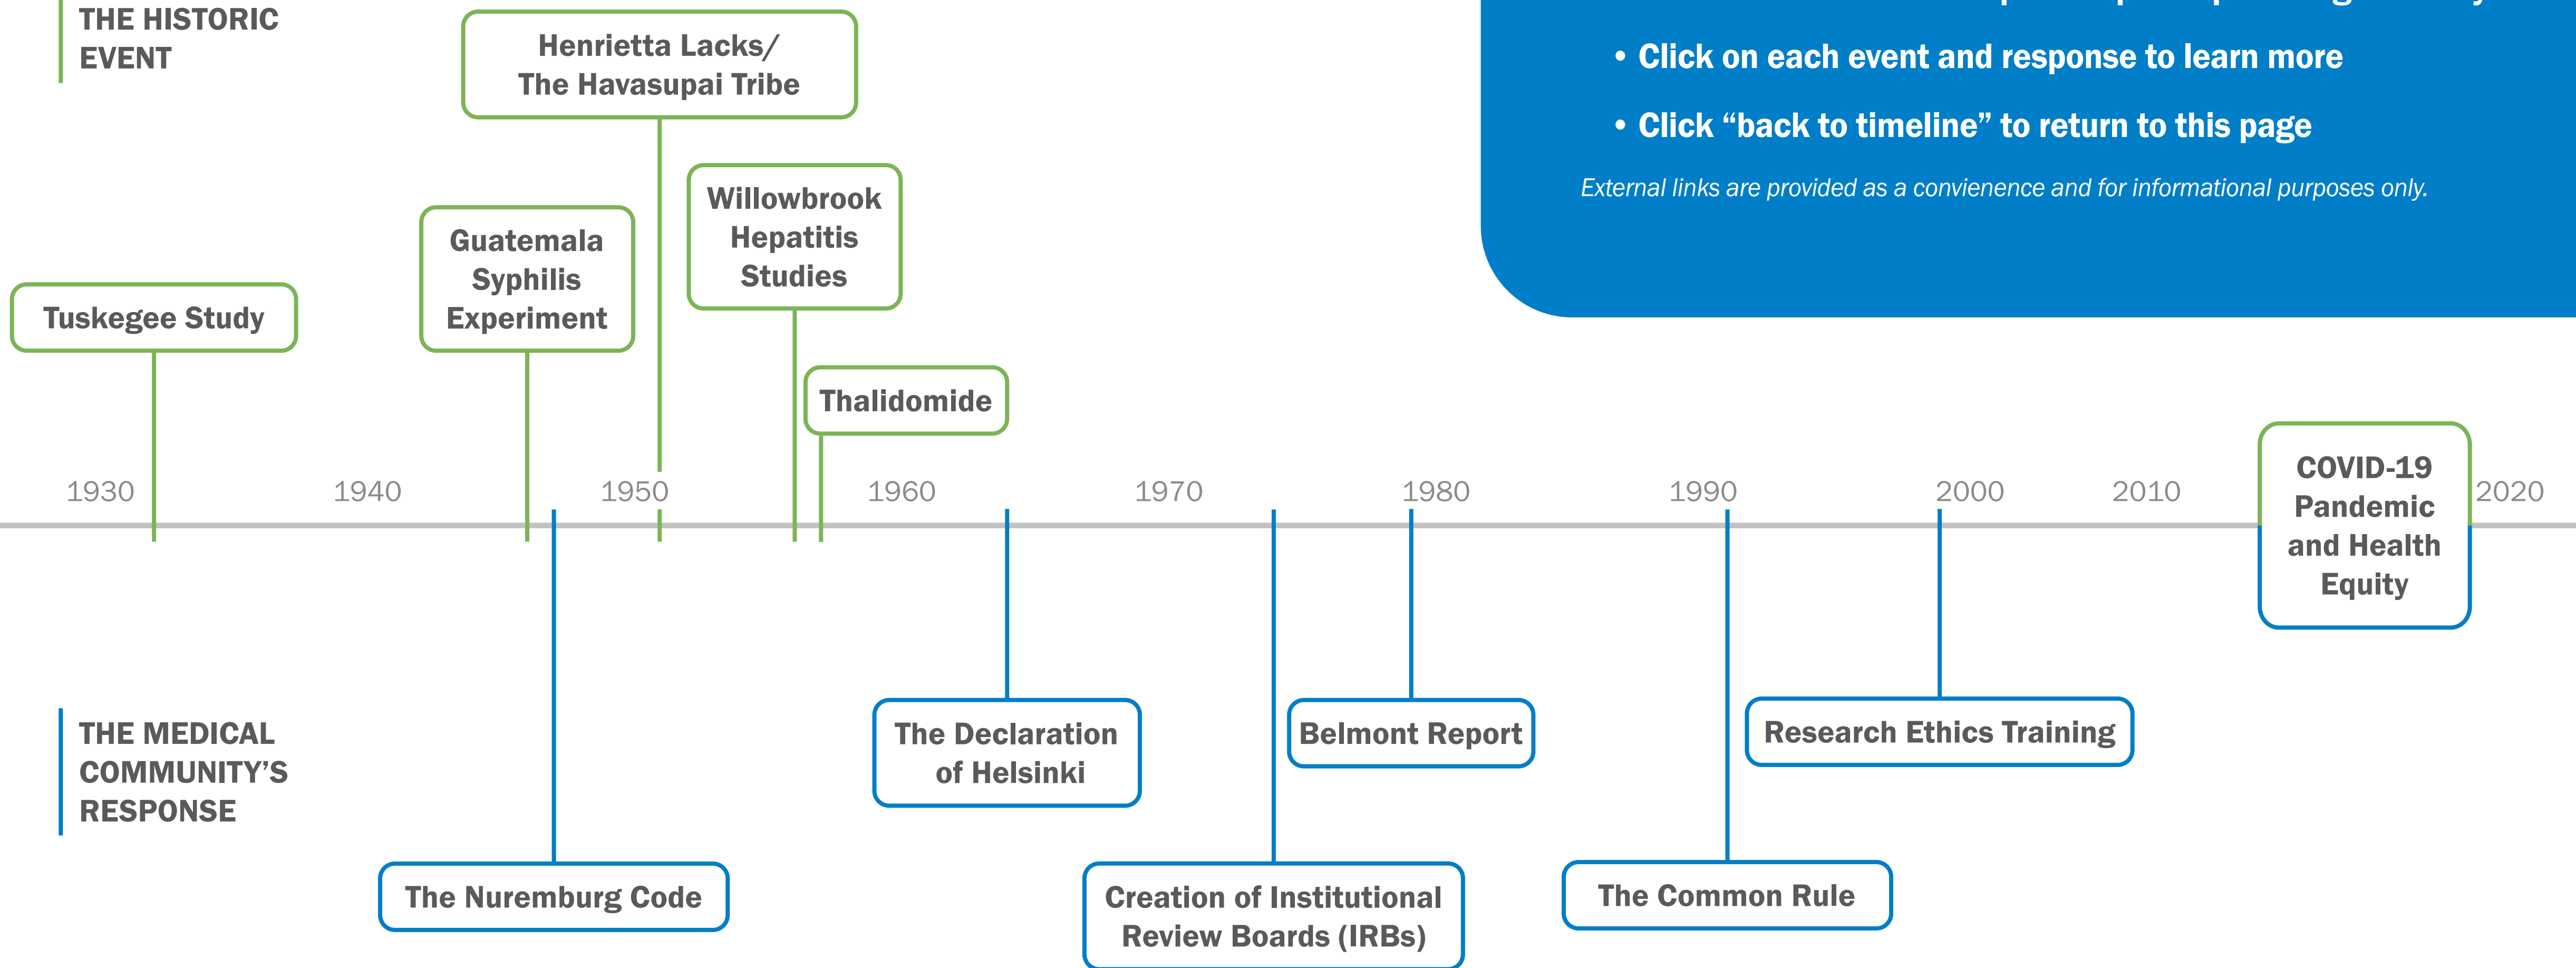 THE HISTORIC
EVENT
Henrietta Lacks/
The Havasupai Tribe
• Click on each event and response to learn more
• Click “back to timeline” to return to this page
External links are provided as a convienence and for informational purposes only.
Willowbrook
Hepatitis
Studies
Guatemala
Syphilis
Experiment
Tuskegee Study
Thalidomide
1930 1940 1950 1960 1970 1980 1990 2000 2010 2020
COVID-19
Pandemic
and Health
Equity
THE MEDICAL
COMMUNITY’S
RESPONSE
The Declaration
of Helsinki
Belmont Report
Research Ethics Training
The Nuremburg Code
Creation of Institutional
Review Boards (IRBs)
The Common Rule